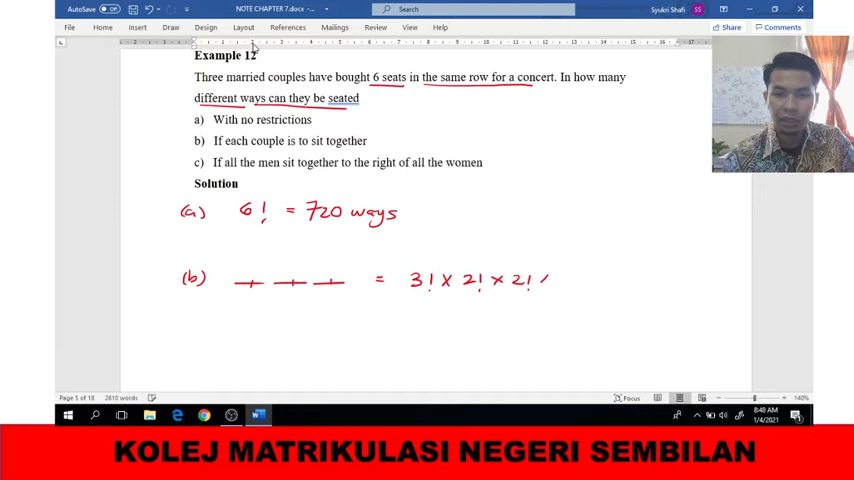 AutoSave Off NOTE CHAPTER 7.docx -... Search Syukri Shafi SS
File Home Insert Draw Design Layout References Mailings Review View Help Share Comments
Example 12
Three married couples have bought 6 seats in the same row for a concert. In how many
different ways can they be seated
a) With no restrictions
b) If each couple is to sit together
c) If all the men sit together to the right of all the women
Solution
(a) 6! = 720 ways
(b) = 3! × 2! × 2!
Page 5 of 18 2610 words Focus 140%
8:48 AM
1/4/2021
KOLEJ MATRIKULASI NEGERI SEMBILAN